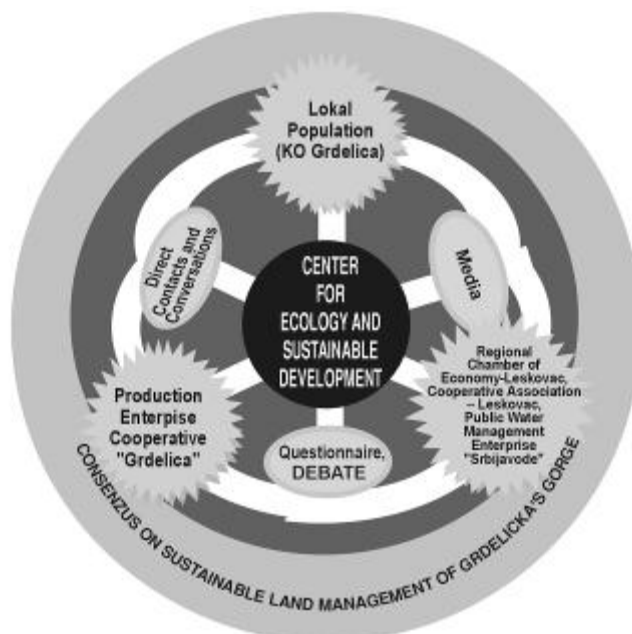 Lokal
Population
(KO Grdelica)
Direct
Contacts and
Conversations
Media
CENTER
FOR
ECOLOGY AND
SUSTAINABLE
DEVELOPMENT
Production
Enterpise
Cooperative
"Grdelica"
Regional
Chamber of
Economy-Leskovac,
Cooperative Association
– Leskovac,
Public Water
Management
Enterprise
"Srbijavode"
Questionnaire,
DEBATE
CONSENZUS ON SUSTAINABLE LAND MANAGEMENT OF GRDELICKA'S GORGE